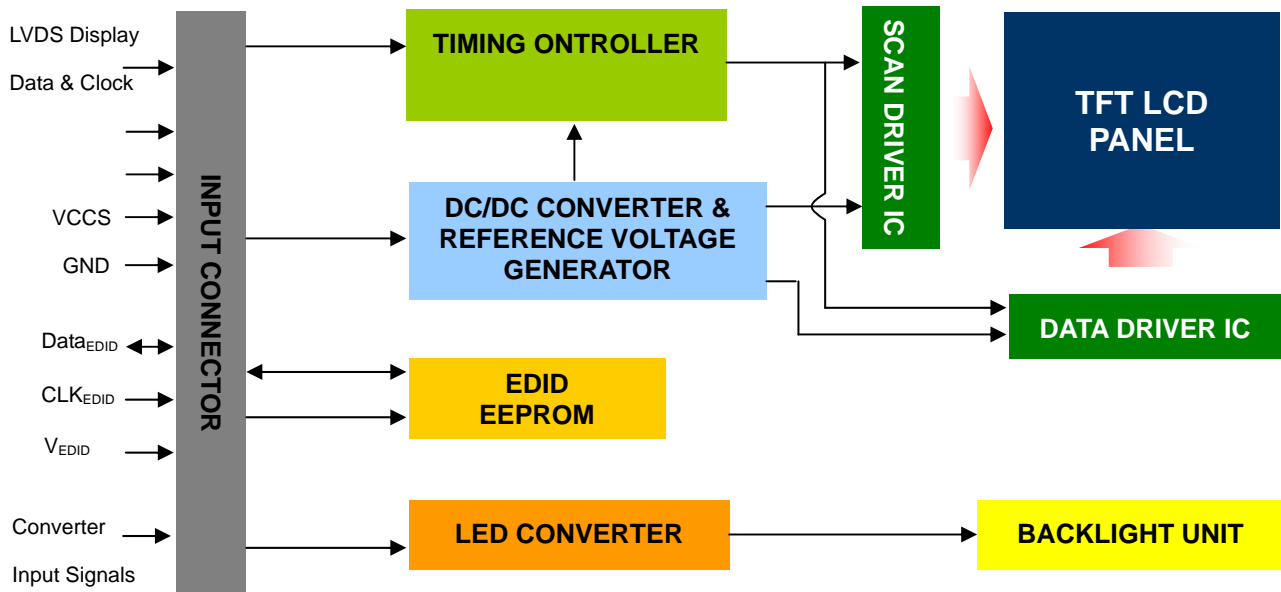 LVDS Display
Data & Clock
VCCS
GND
DataEDID
CLKEDID
VEDID
Converter
Input Signals
INPUT CONNECTOR
TIMING ONTROLLER
DC/DC CONVERTER &
REFERENCE VOLTAGE
GENERATOR
EDID
EEPROM
LED CONVERTER
SCAN DRIVER IC
TFT LCD
PANEL
DATA DRIVER IC
BACKLIGHT UNIT